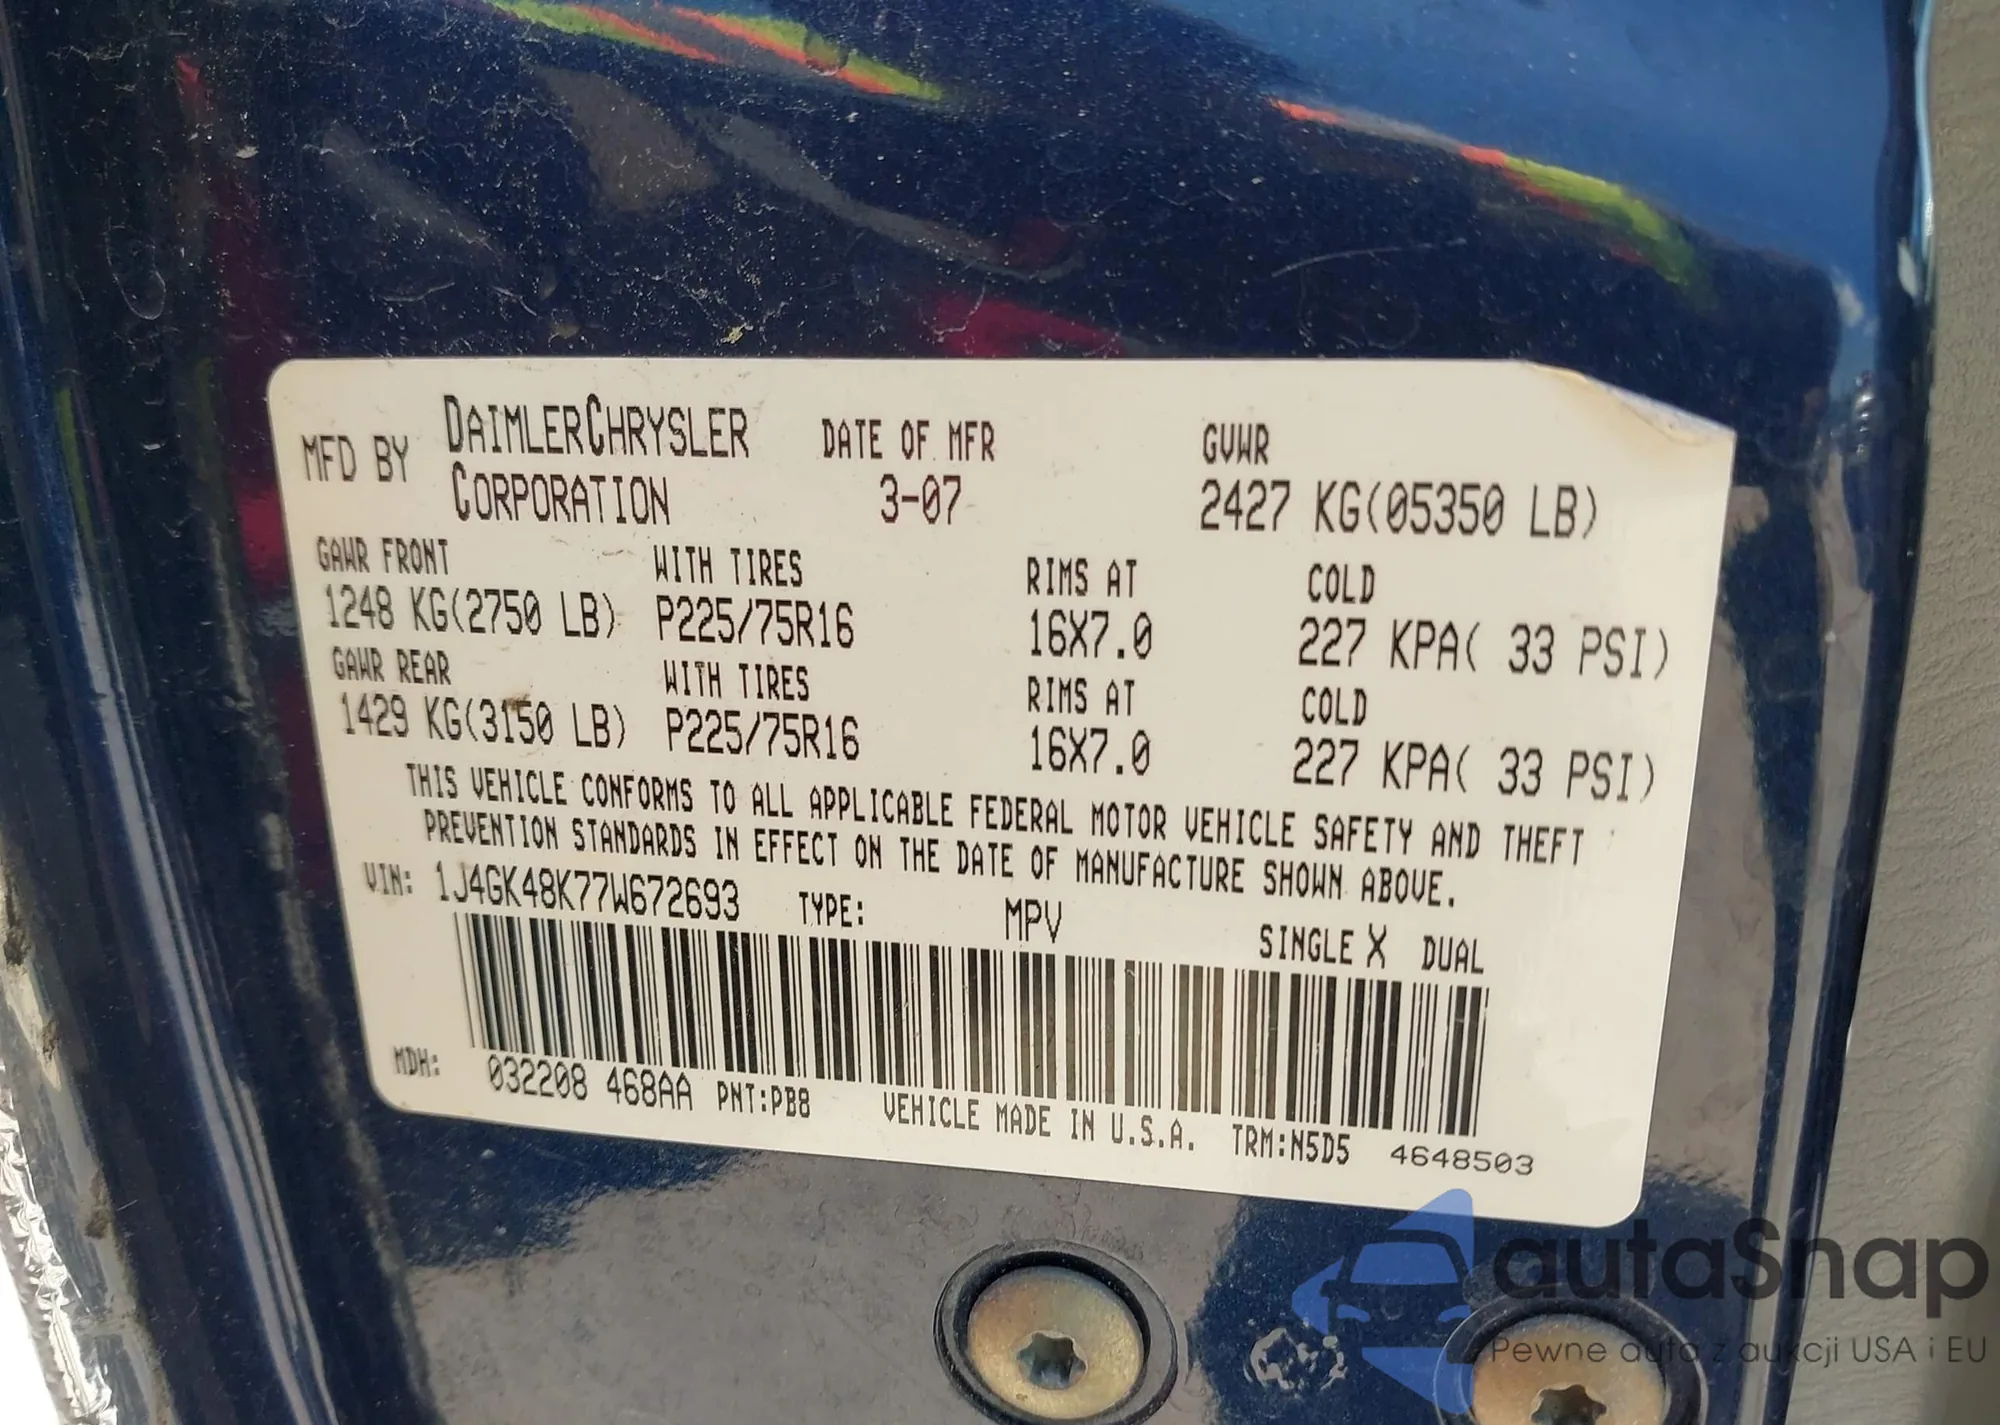 MFD BY DAIMLERCHRYSLER CORPORATION DATE OF MFR 3-07 GVWR 2427 KG(05350 LB)
GAWR FRONT WITH TIRES RIMS AT COLD
1248 KG(2750 LB) P225/75R16 16X7.0 227 KPA( 33 PSI)
GAWR REAR WITH TIRES RIMS AT COLD
1429 KG(3150 LB) P225/75R16 16X7.0 227 KPA( 33 PSI)
THIS VEHICLE CONFORMS TO ALL APPLICABLE FEDERAL MOTOR VEHICLE SAFETY AND THEFT
PREVENTION STANDARDS IN EFFECT ON THE DATE OF MANUFACTURE SHOWN ABOVE.
VIN: 1J4GK48K77W672693 TYPE: MPV SINGLE X DUAL
MDH: 032208 468AA PNT:PB8 VEHICLE MADE IN U.S.A. TRM:N5D5 4648503
autaSnap
Pewne auta z aukcji USA i EU